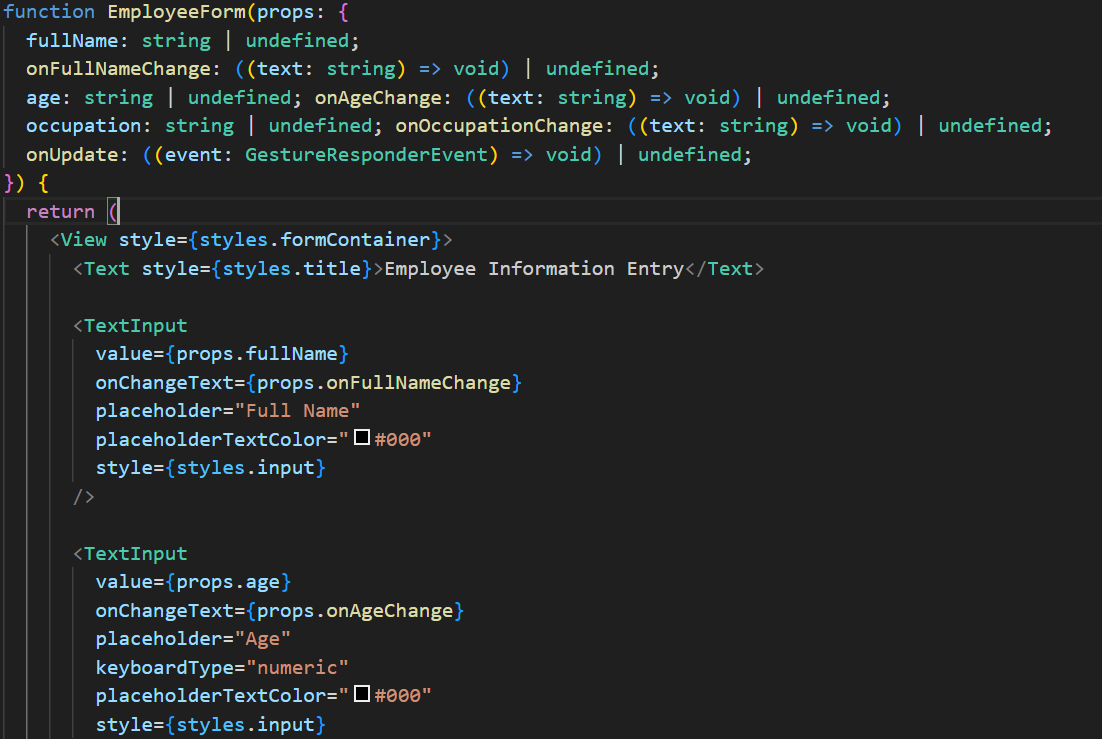 function EmployeeForm(props: {
  fullName: string | undefined;
  onFullNameChange: ((text: string) => void) | undefined;
  age: string | undefined; onAgeChange: ((text: string) => void) | undefined;
  occupation: string | undefined; onOccupationChange: ((text: string) => void) | undefined;
  onUpdate: ((event: GestureResponderEvent) => void) | undefined;
}) {
  return (
    <View style={styles.formContainer}>
      <Text style={styles.title}>Employee Information Entry</Text>

      <TextInput
        value={props.fullName}
        onChangeText={props.onFullNameChange}
        placeholder="Full Name"
        placeholderTextColor="#000"
        style={styles.input}
      />

      <TextInput
        value={props.age}
        onChangeText={props.onAgeChange}
        placeholder="Age"
        keyboardType="numeric"
        placeholderTextColor="#000"
        style={styles.input}